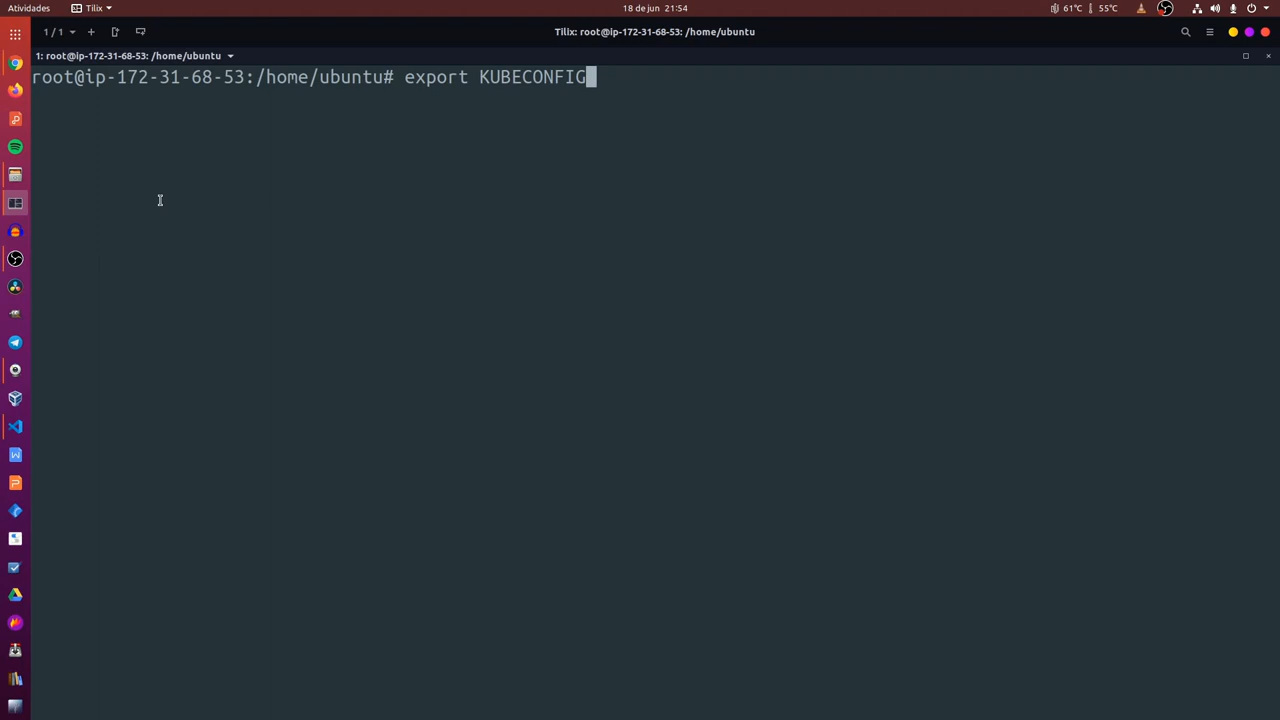 Atividades
Tilix
18 de jun 21:54
61°C
55°C
1 / 1
Tilix: root@ip-172-31-68-53: /home/ubuntu
1: root@ip-172-31-68-53: /home/ubuntu
root@ip-172-31-68-53:/home/ubuntu# export KUBECONFIG